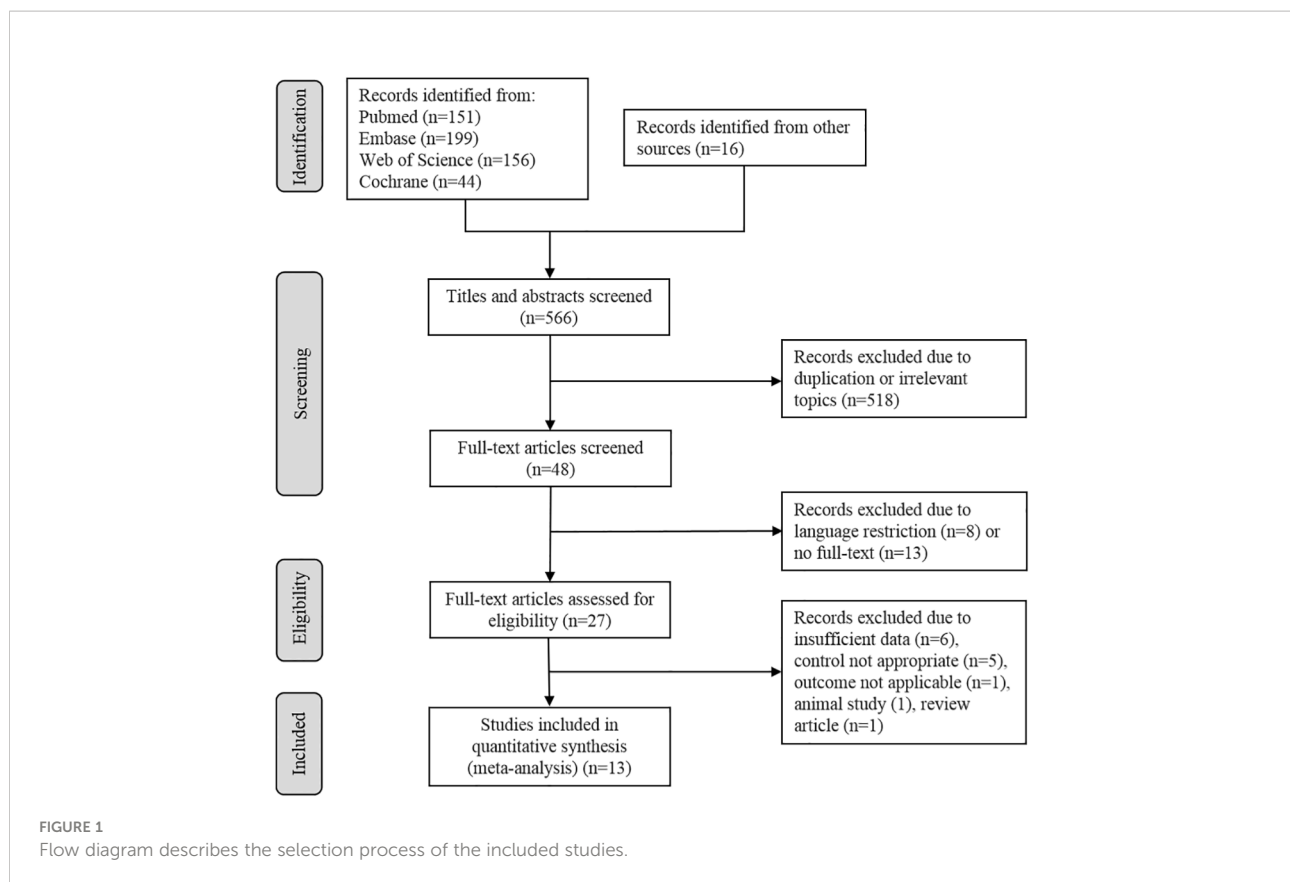 Identification
Records identified from:
Pubmed (n=151)
Embase (n=199)
Web of Science (n=156)
Cochrane (n=44)
Records identified from other
sources (n=16)
Screening
Titles and abstracts screened
(n=566)
Records excluded due to
duplication or irrelevant
topics (n=518)
Full-text articles screened
(n=48)
Records excluded due to
language restriction (n=8) or
no full-text (n=13)
Eligibility
Full-text articles assessed for
eligibility (n=27)
Records excluded due to
insufficient data (n=6),
control not appropriate (n=5),
outcome not applicable (n=1),
animal study (1), review
article (n=1)
Included
Studies included in
quantitative synthesis
(meta-analysis) (n=13)
FIGURE 1
Flow diagram describes the selection process of the included studies.